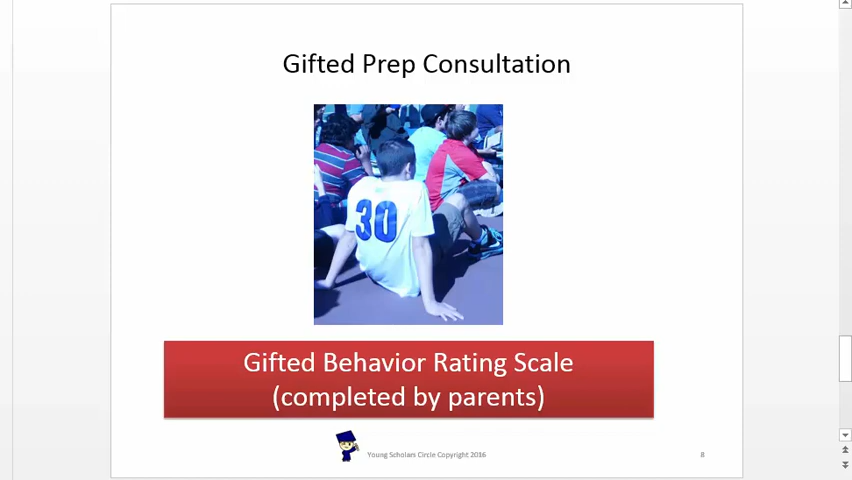 Gifted Prep Consultation
30
Gifted Behavior Rating Scale
(completed by parents)
Young Scholars Circle Copyright 2016
8